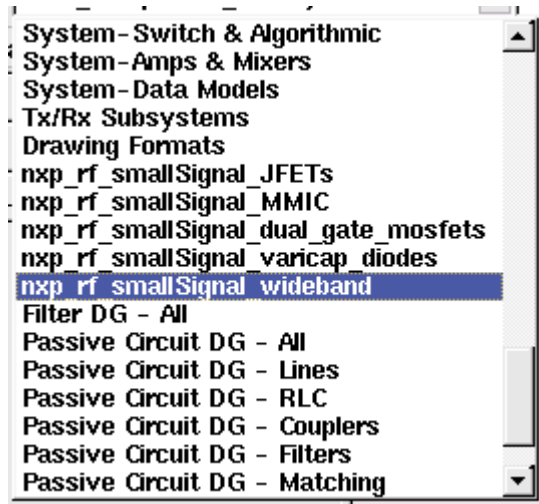 System-Switch & Algorithmic
System-Amps & Mixers
System-Data Models
Tx/Rx Subsystems
Drawing Formats
nxp_rf_smallSignal_JFETs
nxp_rf_smallSignal_MMIC
nxp_rf_smallSignal_dual_gate_mosfets
nxp_rf_smallSignal_varicap_diodes
nxp_rf_smallSignal_wideband
Filter DG - All
Passive Circuit DG - All
Passive Circuit DG - Lines
Passive Circuit DG - RLC
Passive Circuit DG - Couplers
Passive Circuit DG - Filters
Passive Circuit DG - Matching